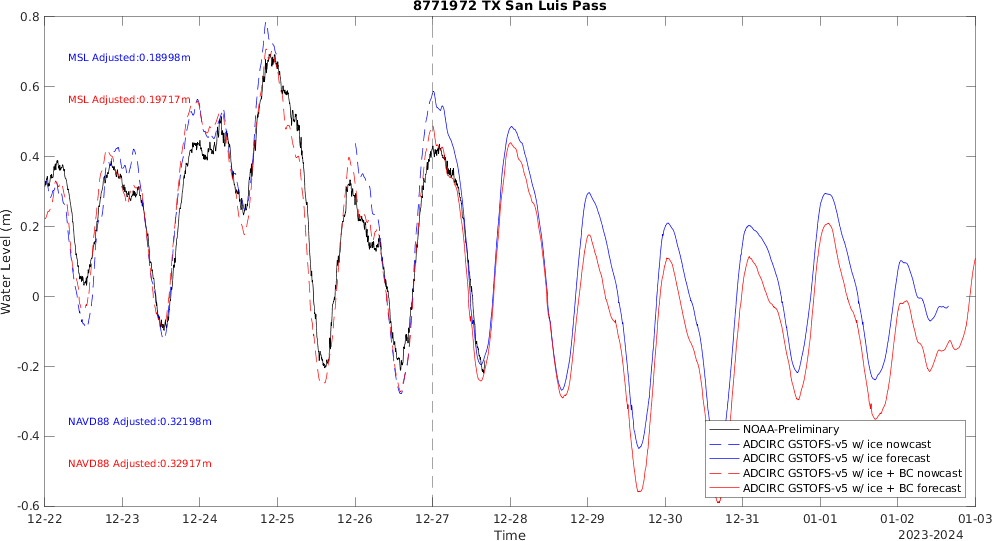 8771972 TX San Luis Pass
0.8
0.6
0.4
0.2
0
-0.2
-0.4
-0.6
Water Level (m)
MSL Adjusted:0.18998m
MSL Adjusted:0.19717m
NAVD88 Adjusted:0.32198m
NAVD88 Adjusted:0.32917m
NOAA-Preliminary
ADCIRC GSTOFS-v5 w/ ice nowcast
ADCIRC GSTOFS-v5 w/ ice forecast
ADCIRC GSTOFS-v5 w/ ice + BC nowcast
ADCIRC GSTOFS-v5 w/ ice + BC forecast
12-22 12-23 12-24 12-25 12-26 12-27 12-28 12-29 12-30 12-31 01-01 01-02 01-03
Time
2023-2024